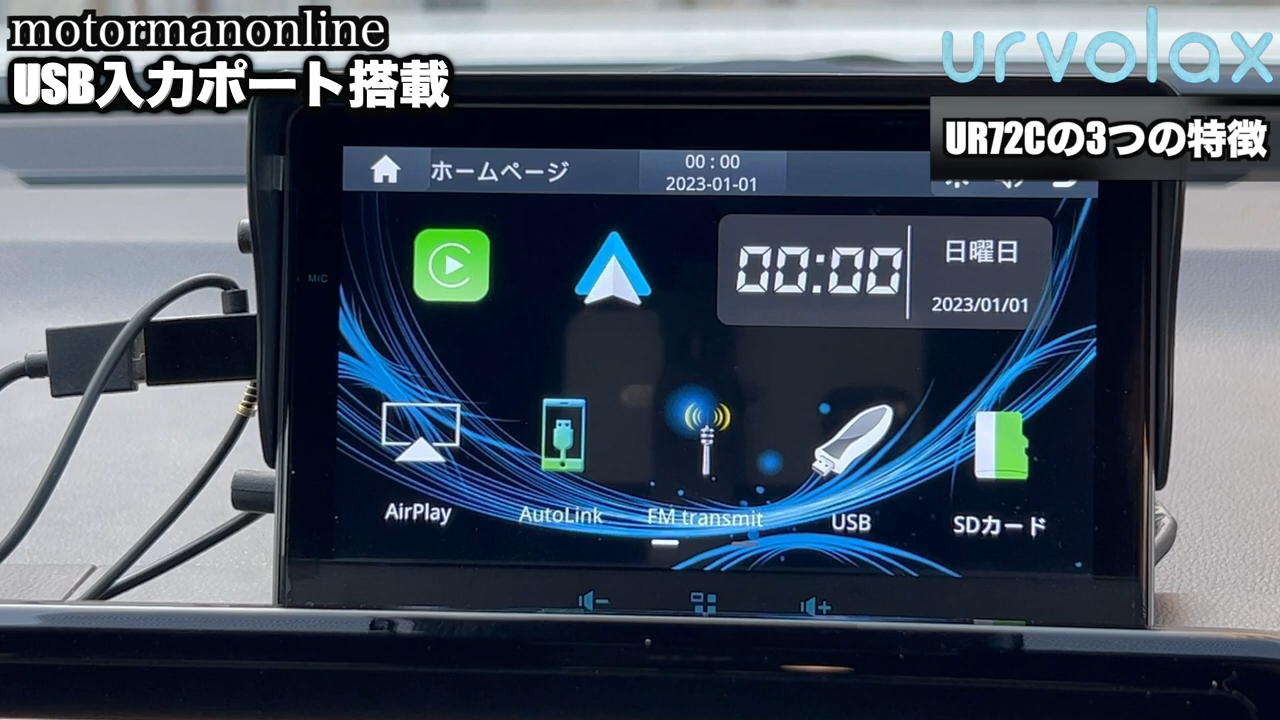 motormanonline
USB入力ポート搭載
urvolax
UR72Cの3つの特徴
ホームページ
00:00
2023-01-01
MIC
00:00
日曜日
2023/01/01
AirPlay
AutoLink
FM transmit
USB
SDカード